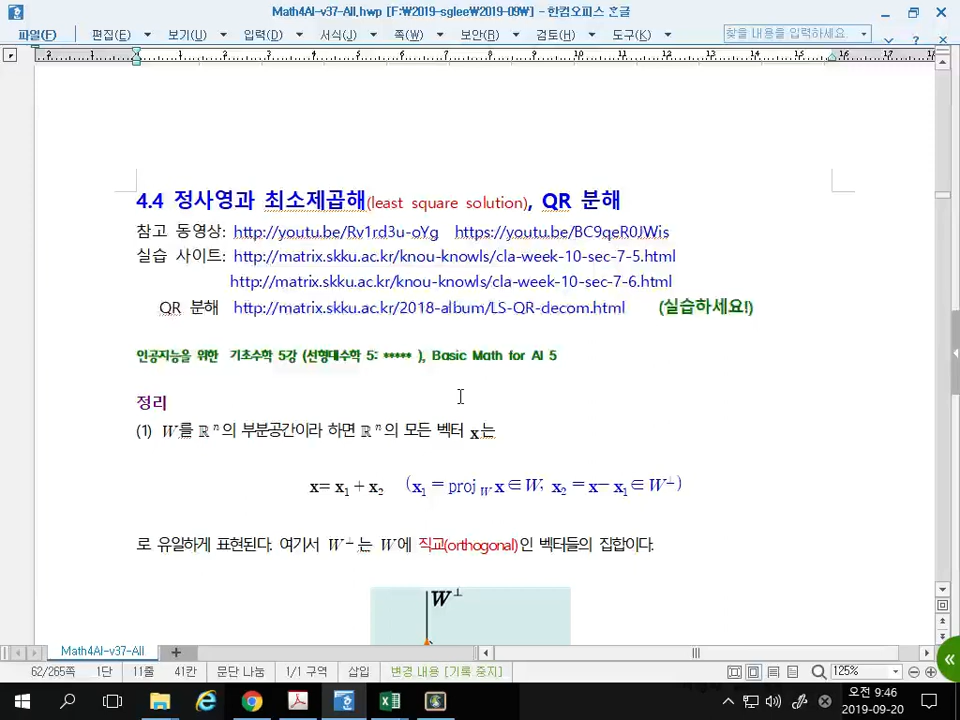 Math4AI-v37-All.hwp [F:₩2019-sglee₩2019-09₩] - 한컴오피스 한글
파일(F) 편집(E) 보기(U) 입력(D) 서식(J) 쪽(W) 보안(R) 검토(H) 도구(K) 찾을 내용을 입력하세요.
4.4 정사영과 최소제곱해(least square solution), QR 분해
참고 동영상: http://youtu.be/Rv1rd3u-oYg https://youtu.be/BC9qeR0JWis
실습 사이트: http://matrix.skku.ac.kr/knou-knowls/cla-week-10-sec-7-5.html
http://matrix.skku.ac.kr/knou-knowls/cla-week-10-sec-7-6.html
QR 분해 http://matrix.skku.ac.kr/2018-album/LS-QR-decom.html (실습하세요!)
인공지능을 위한 기초수학 5강 (선형대수학 5: ***** ), Basic Math for AI 5
정리
(1) W를 ℝⁿ의 부분공간이라 하면 ℝⁿ의 모든 벡터 x는
x= x₁ + x₂ (x₁ = proj_W x ∈ W, x₂ = x− x₁ ∈ W⊥)
로 유일하게 표현된다. 여기서 W⊥는 W에 직교(orthogonal)인 벡터들의 집합이다.
W⊥
Math4AI-v37-All
62/265쪽 1단 11줄 41칸 문단 나눔 1/1 구역 삽입 변경 내용 [기록 중지] 125%
오전 9:46
2019-09-20